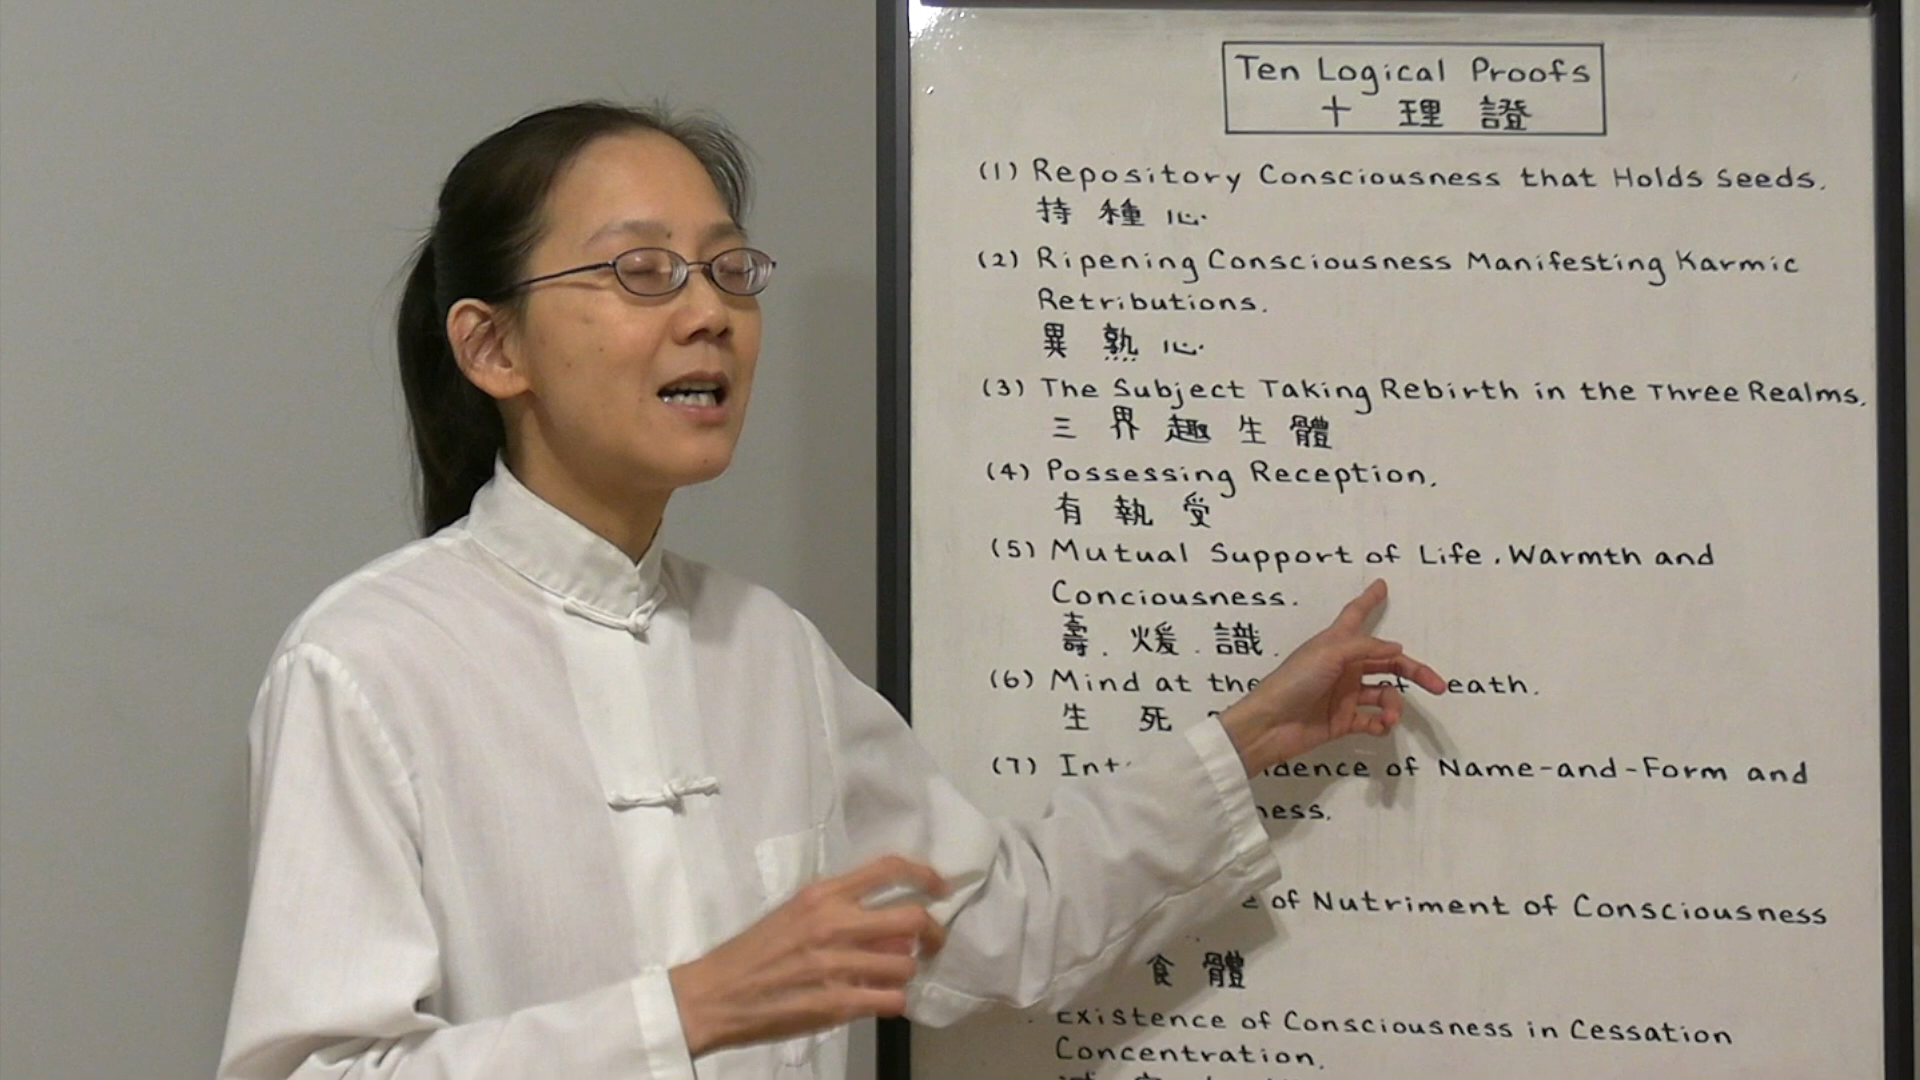 Ten Logical Proofs
十 理 證
(1) Repository Consciousness that Holds Seeds.
持 種 心
(2) Ripening Consciousness Manifesting Karmic
Retributions.
異 熟 心
(3) The Subject Taking Rebirth in the Three Realms.
三 界 趣 生 體
(4) Possessing Reception.
有 執 受
(5) Mutual Support of Life . Warmth and
Conciousness.
壽 . 煖 . 識 .
(6) Mind at the of eath.
生 死
(7) Int dence of Name-and-Form and
ness.
of Nutriment of Consciousness
食 體
Existence of Consciousness in Cessation
Concentration.